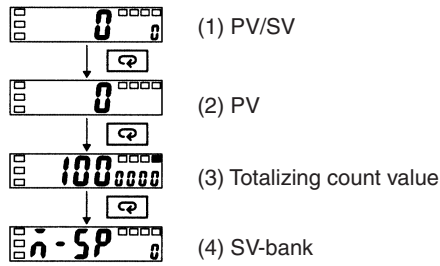 0 0
(1) PV/SV
0
(2) PV
100 0000
(3) Totalizing count value
ñ-SP 0
(4) SV-bank